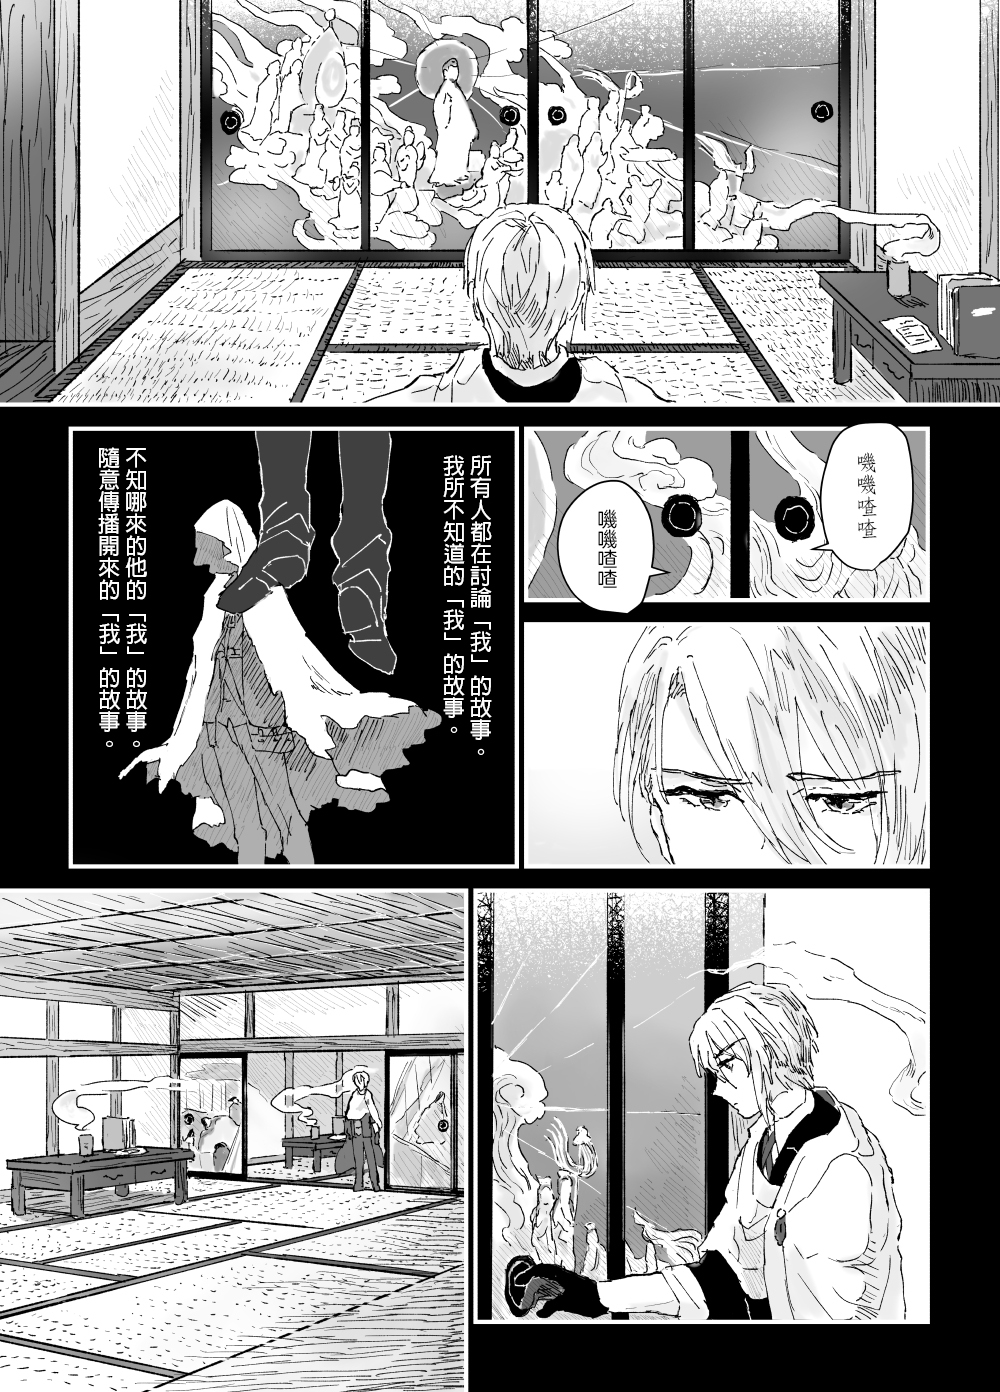 嘰嘰喳喳
嘰嘰喳喳
所有人都在討論「我」的故事。
我所不知道的「我」的故事。
不知哪來的他的「我」的故事。
隨意傳播開來的「我」的故事。